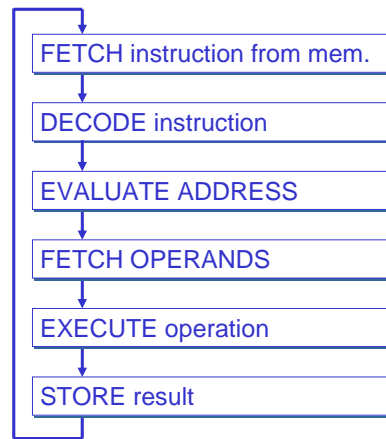 FETCH instruction from mem.
DECODE instruction
EVALUATE ADDRESS
FETCH OPERANDS
EXECUTE operation
STORE result